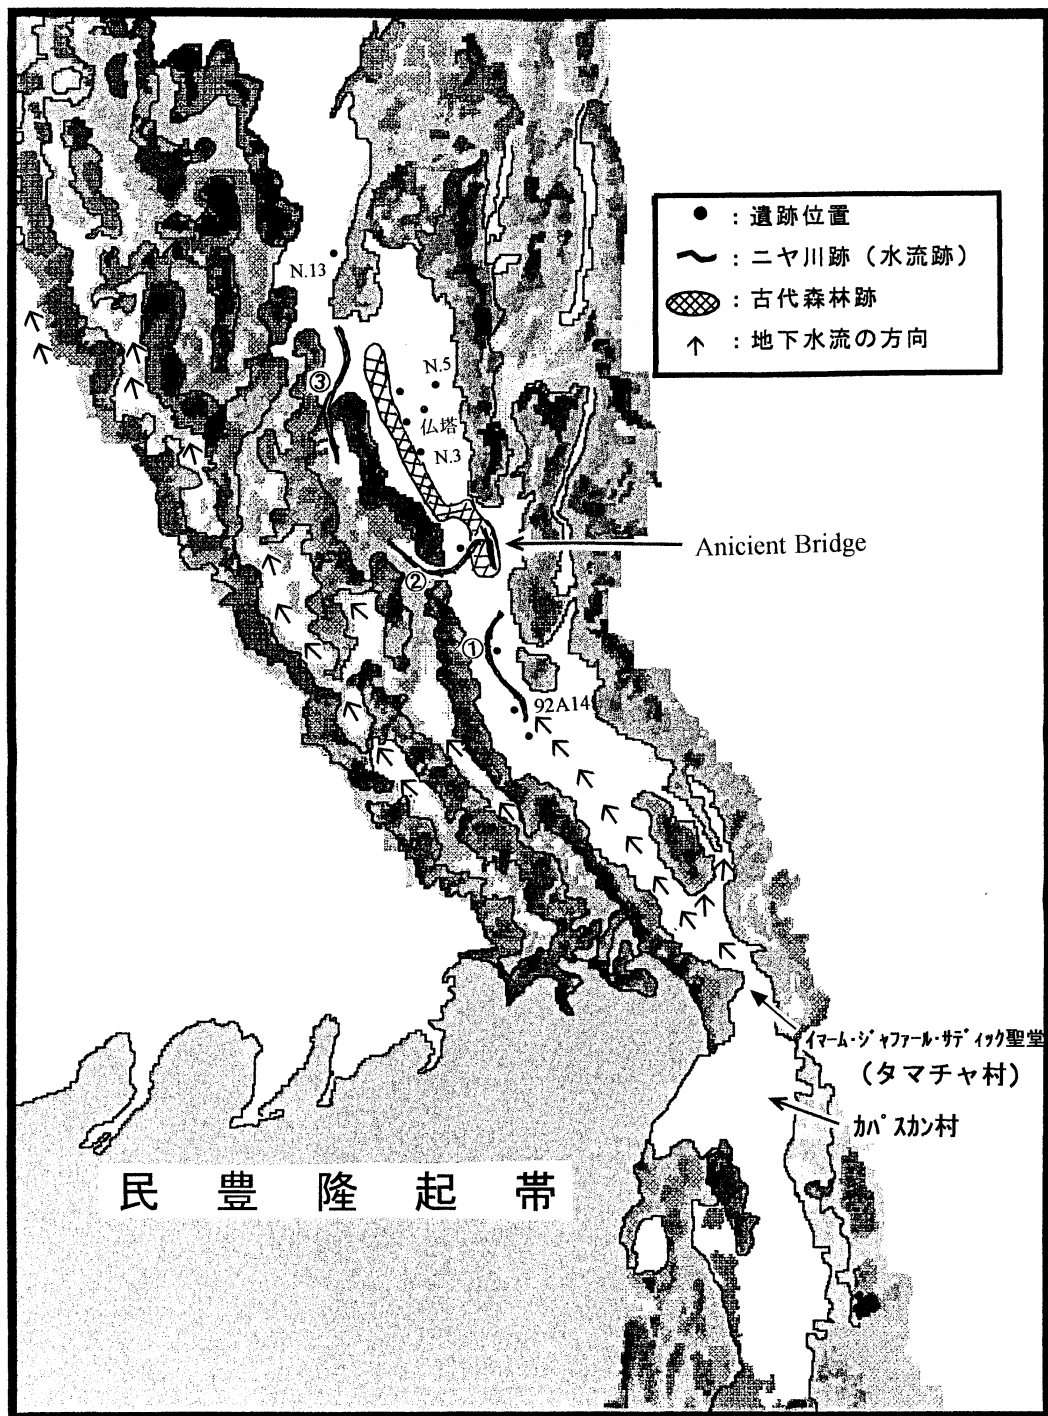 ● : 遺跡位置
: ニヤ川跡（水流跡）
: 古代森林跡
↑ : 地下水流の方向
N.13
③
N.5
仏塔
N.3
Anicient Bridge
②
①
92A14
ｲﾏｰﾑ･ｼﾞｬﾌｧｰﾙ･ｻﾃﾞｨｯｸ聖堂
（タマチャ村）
ｶﾊﾟｽｶﾝ村
民豊隆起帯